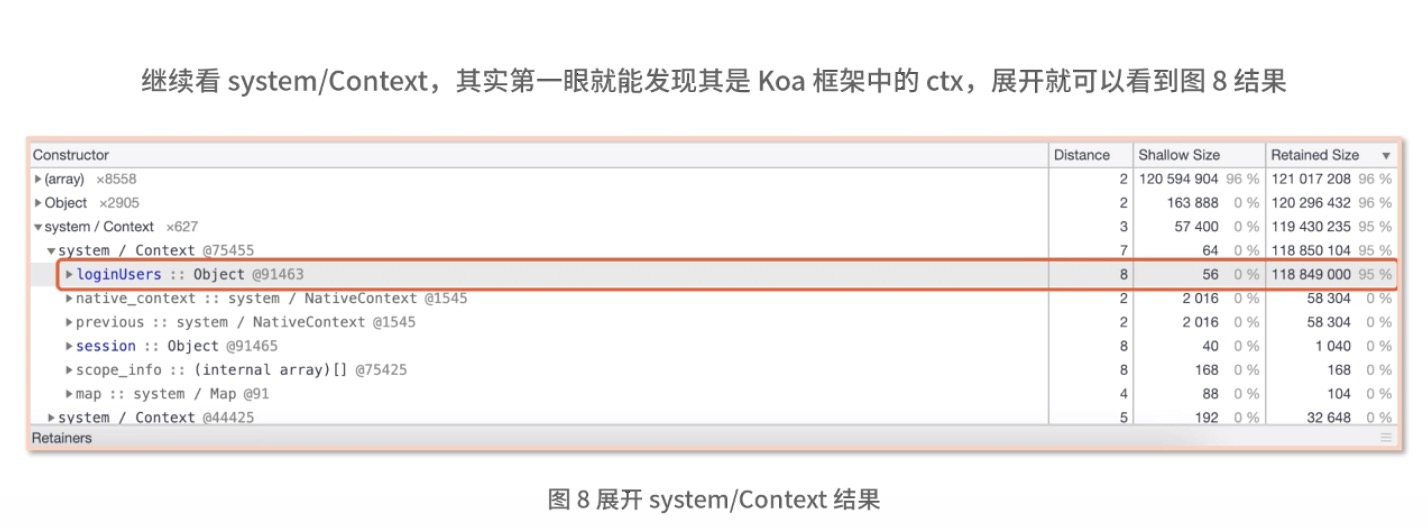 继续看 system/Context，其实第一眼就能发现其是 Koa 框架中的 ctx，展开就可以看到图 8 结果
Constructor Distance Shallow Size Retained Size ▼
▶(array) ×8558 2 120 594 904 96 % 121 017 208 96 %
▶Object ×2905 2 163 888 0 % 120 296 432 96 %
▼system / Context ×627 3 57 400 0 % 119 430 235 95 %
▼system / Context @75455 7 64 0 % 118 850 104 95 %
▶loginUsers :: Object @91463 8 56 0 % 118 849 000 95 %
▶native_context :: system / NativeContext @1545 2 2 016 0 % 58 304 0 %
▶previous :: system / NativeContext @1545 2 2 016 0 % 58 304 0 %
▶session :: Object @91465 8 40 0 % 1 040 0 %
▶scope_info :: (internal array)[] @75425 8 168 0 % 168 0 %
▶map :: system / Map @91 4 88 0 % 104 0 %
▶system / Context @44425 5 192 0 % 32 648 0 %
Retainers
图 8 展开 system/Context 结果